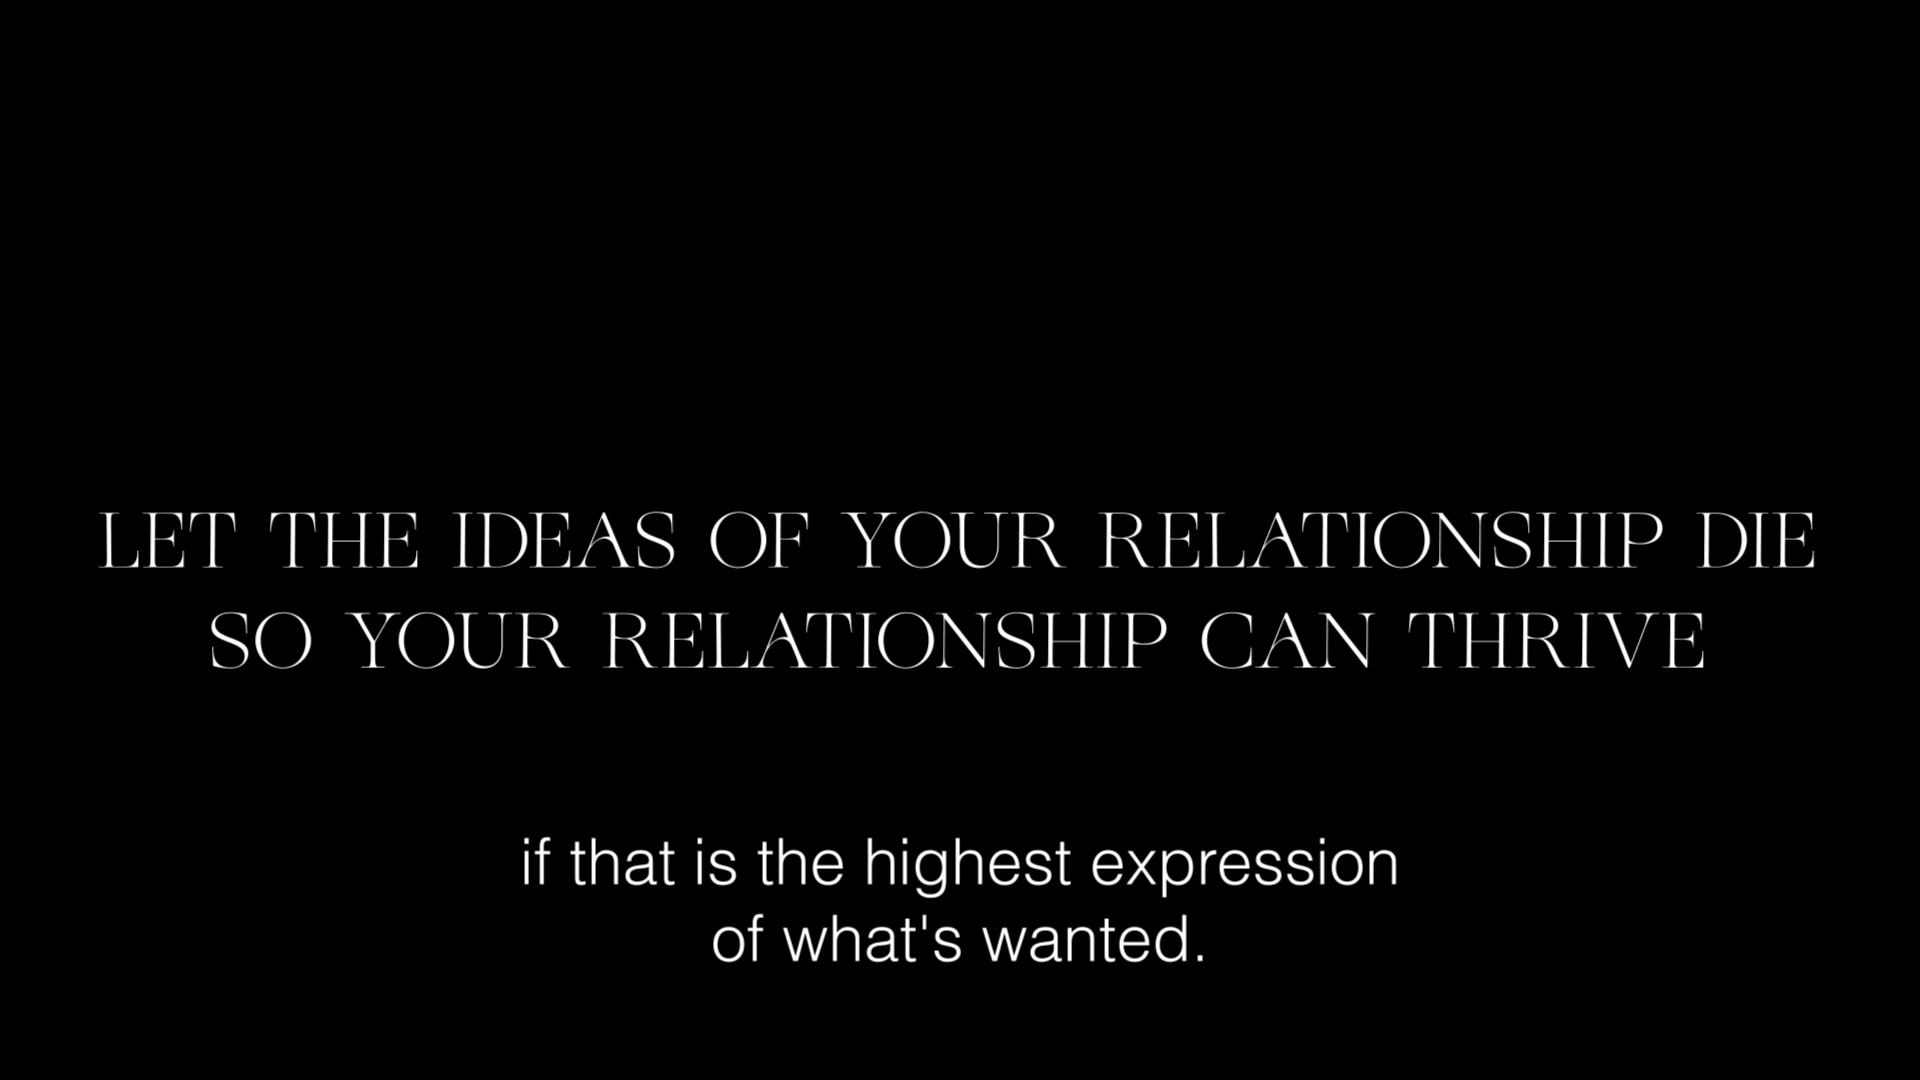 LET THE IDEAS OF YOUR RELATIONSHIP DIE
SO YOUR RELATIONSHIP CAN THRIVE
if that is the highest expression
of what's wanted.